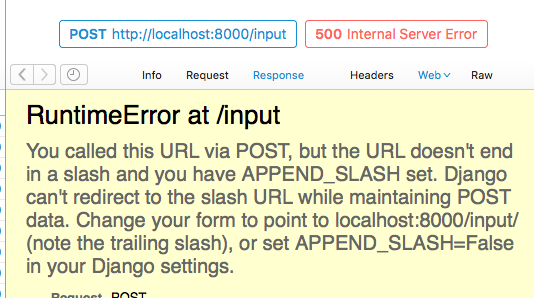 POST http://localhost:8000/input 500 Internal Server Error
Info Request Response Headers Web Raw
RuntimeError at /input
You called this URL via POST, but the URL doesn't end
in a slash and you have APPEND_SLASH set. Django
can't redirect to the slash URL while maintaining POST
data. Change your form to point to localhost:8000/input/
(note the trailing slash), or set APPEND_SLASH=False
in your Django settings.
Request POST